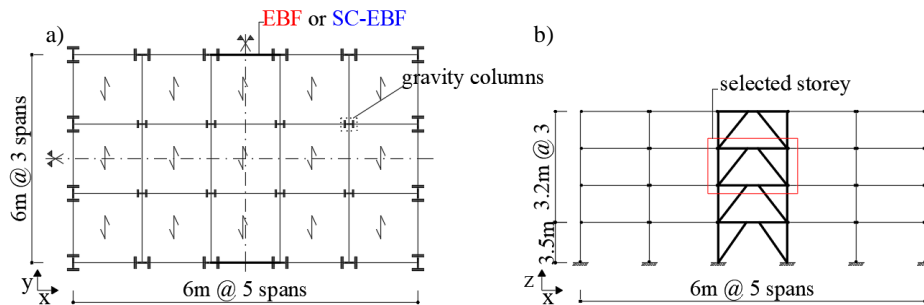 a)
EBF or SC-EBF
gravity columns
6m @ 3 spans
y
x
6m @ 5 spans
b)
selected storey
3.2m @ 3
3.5m
z
x
6m @ 5 spans